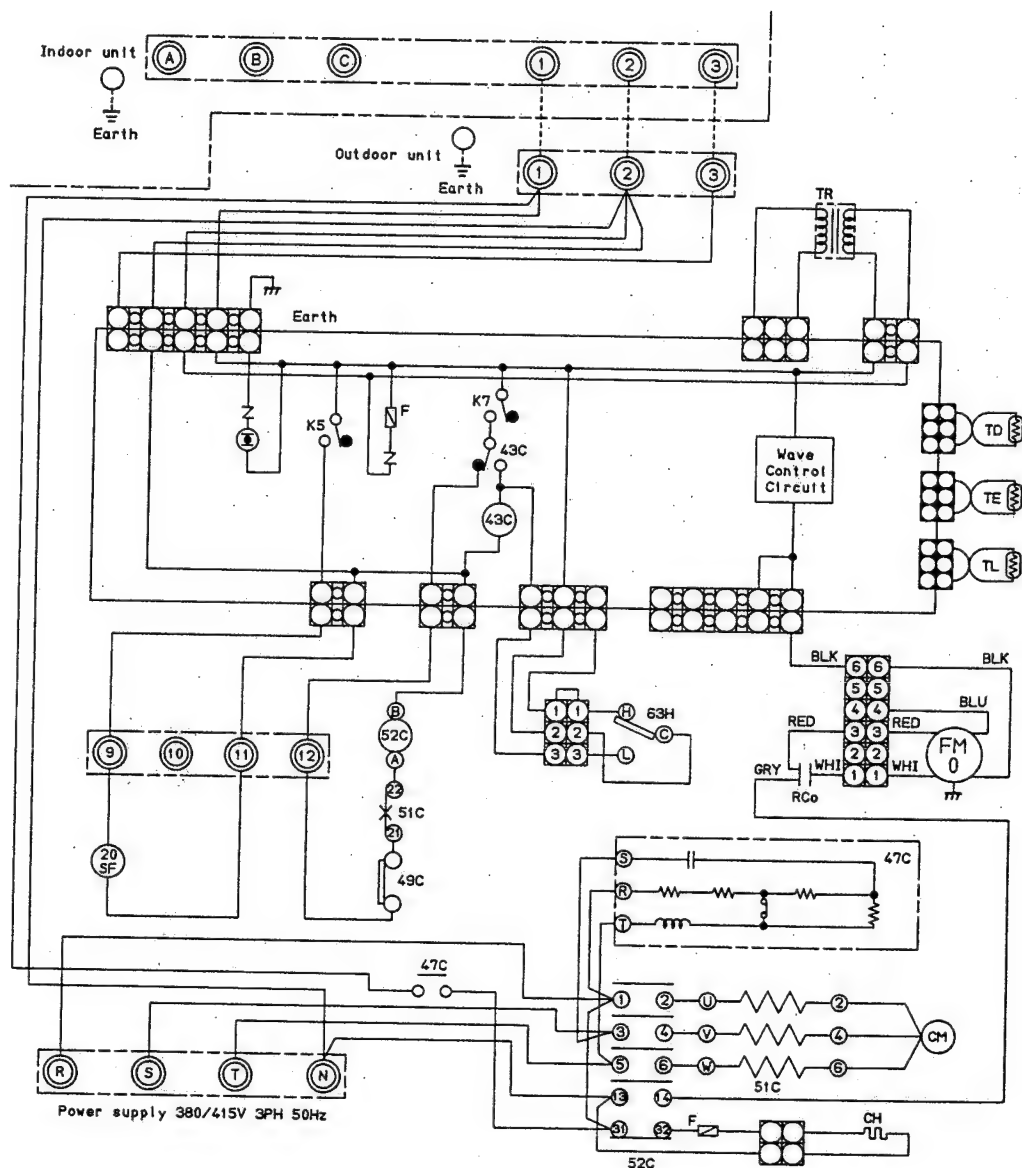 Indoor unit
A B C 1 2 3
Earth
Outdoor unit
Earth
1 2 3
TR
Earth
K5
F
K7
43C
43C
Wave
Control
Circuit
TD
TE
TL
BLK 6 6 BLK
5 5
4 4 BLU
RED 3 3 RED
2 2
GRY WHI 1 1 WHI
RCo
FM
O
B
52C
A
22
51C
21
49C
9 10 11 12
20
SF
1 1 H 63H
2 2 C
3 3 L
S 47C
R
T
47C
1 2 U 2
3 4 V 4 CM
5 6 W 6
51C
13 14
31 32 F CH
52C
R S T N
Power supply 380/415V 3PH 50Hz